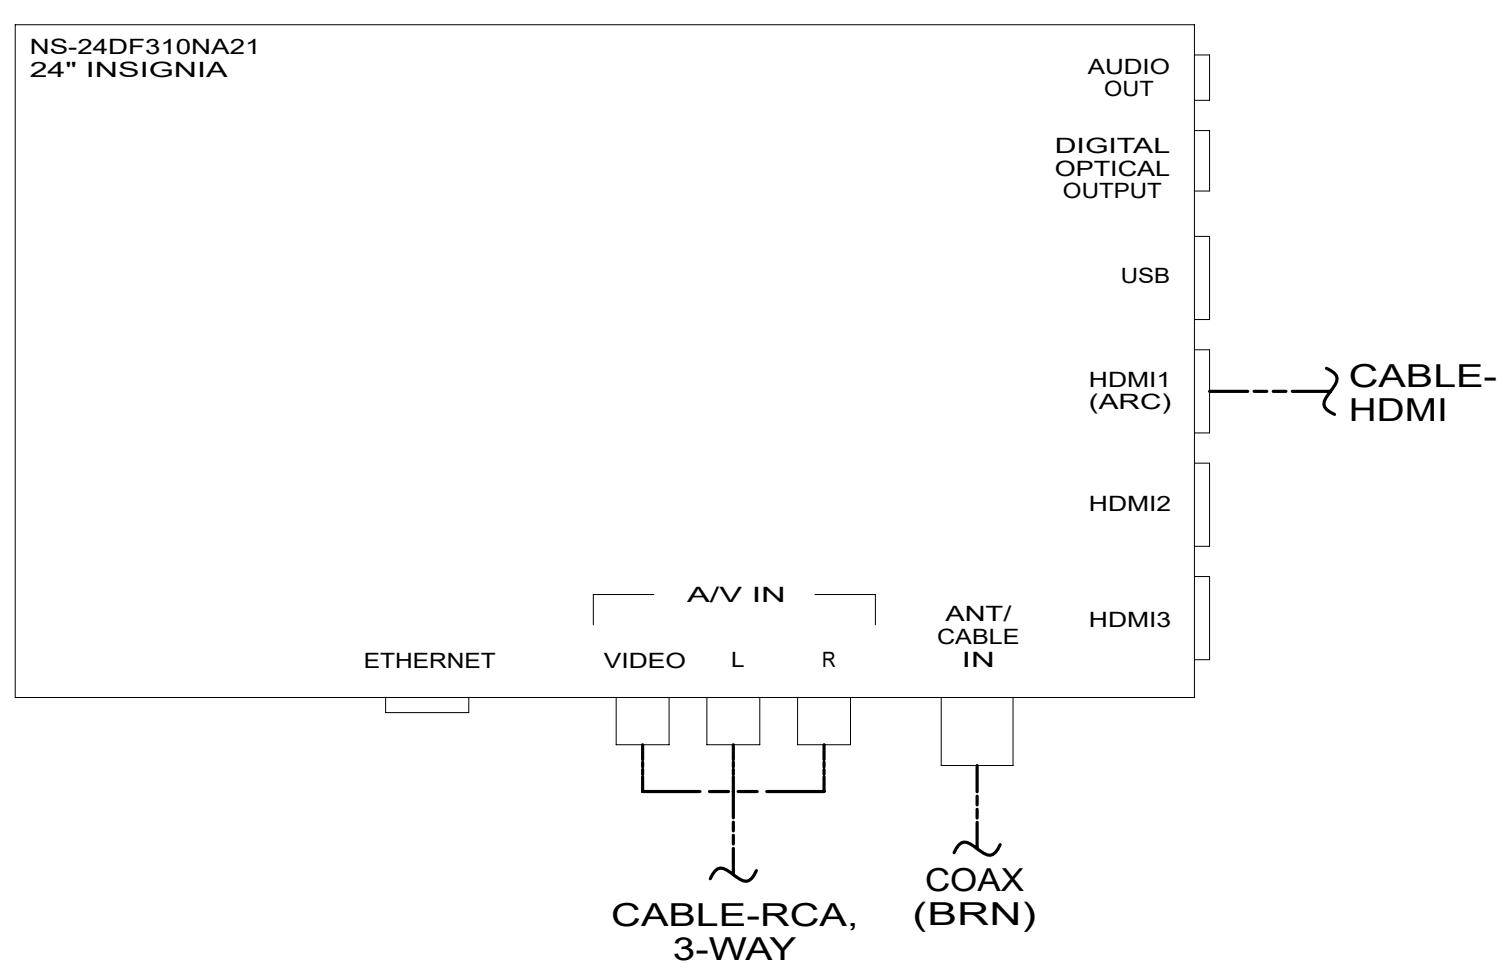 NS-24DF310NA21
24" INSIGNIA
AUDIO
OUT
DIGITAL
OPTICAL
OUTPUT
USB
HDMI1
(ARC)
CABLE-
HDMI
HDMI2
HDMI3
A/V IN
ANT/
CABLE
IN
ETHERNET
VIDEO
L
R
CABLE-RCA,
3-WAY
COAX
(BRN)